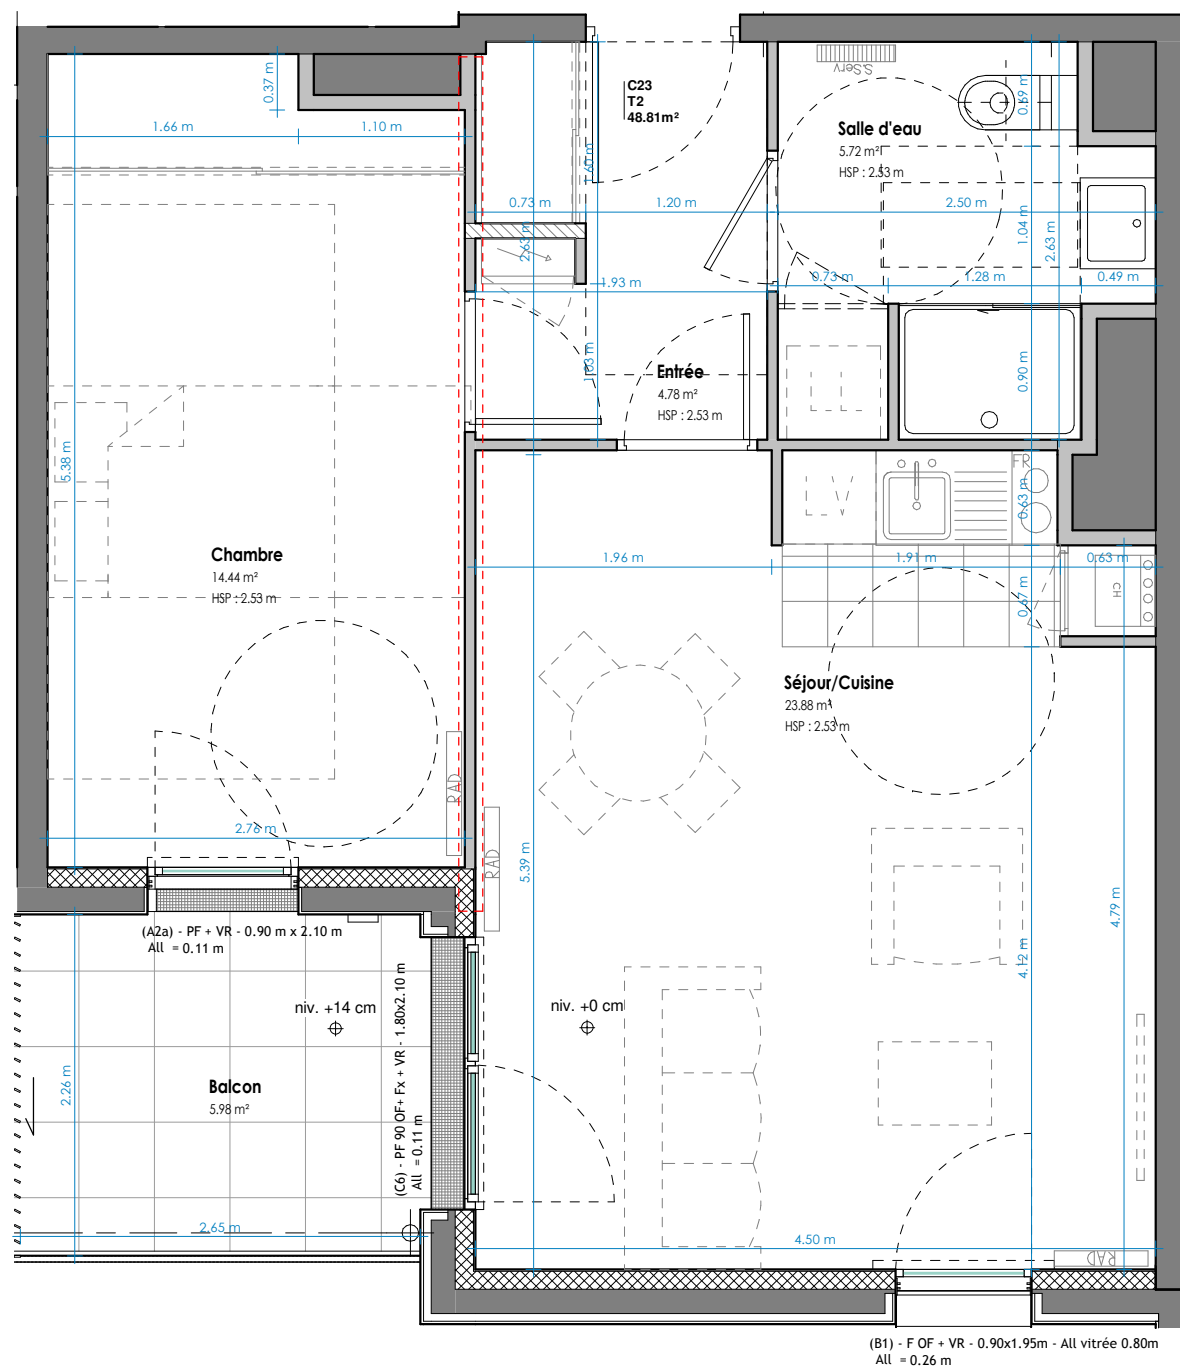 C23
T2
48.81m²
S.Serv
Salle d'eau
5.72 m²
HSP : 2.53 m
0.37 m
1.66 m
1.10 m
0.69 m
1.60 m
0.73 m
1.20 m
2.50 m
2.63 m
1.04 m
2.63 m
1.93 m
0.73 m
1.28 m
0.49 m
1.03 m
Entrée
4.78 m²
HSP : 2.53 m
0.90 m
5.38 m
FR
LV
0.63 m
Chambre
14.44 m²
HSP : 2.53 m
1.96 m
1.91 m
0.63 m
0.67 m
CH
Séjour/Cuisine
23.88 m²
HSP : 2.53 m
RAD
2.76 m
RAD
5.39 m
4.79 m
(A2a) - PF + VR - 0.90 m x 2.10 m
All = 0.11 m
4.12 m
niv. +14 cm
niv. +0 cm
(C6) - PF 90 OF+ Fx + VR - 1.80x2.10 m
All = 0.11 m
2.26 m
Balcon
5.98 m²
2.65 m
4.50 m
RAD
(B1) - F OF + VR - 0.90x1.95m - All vitrée 0.80m
All = 0.26 m